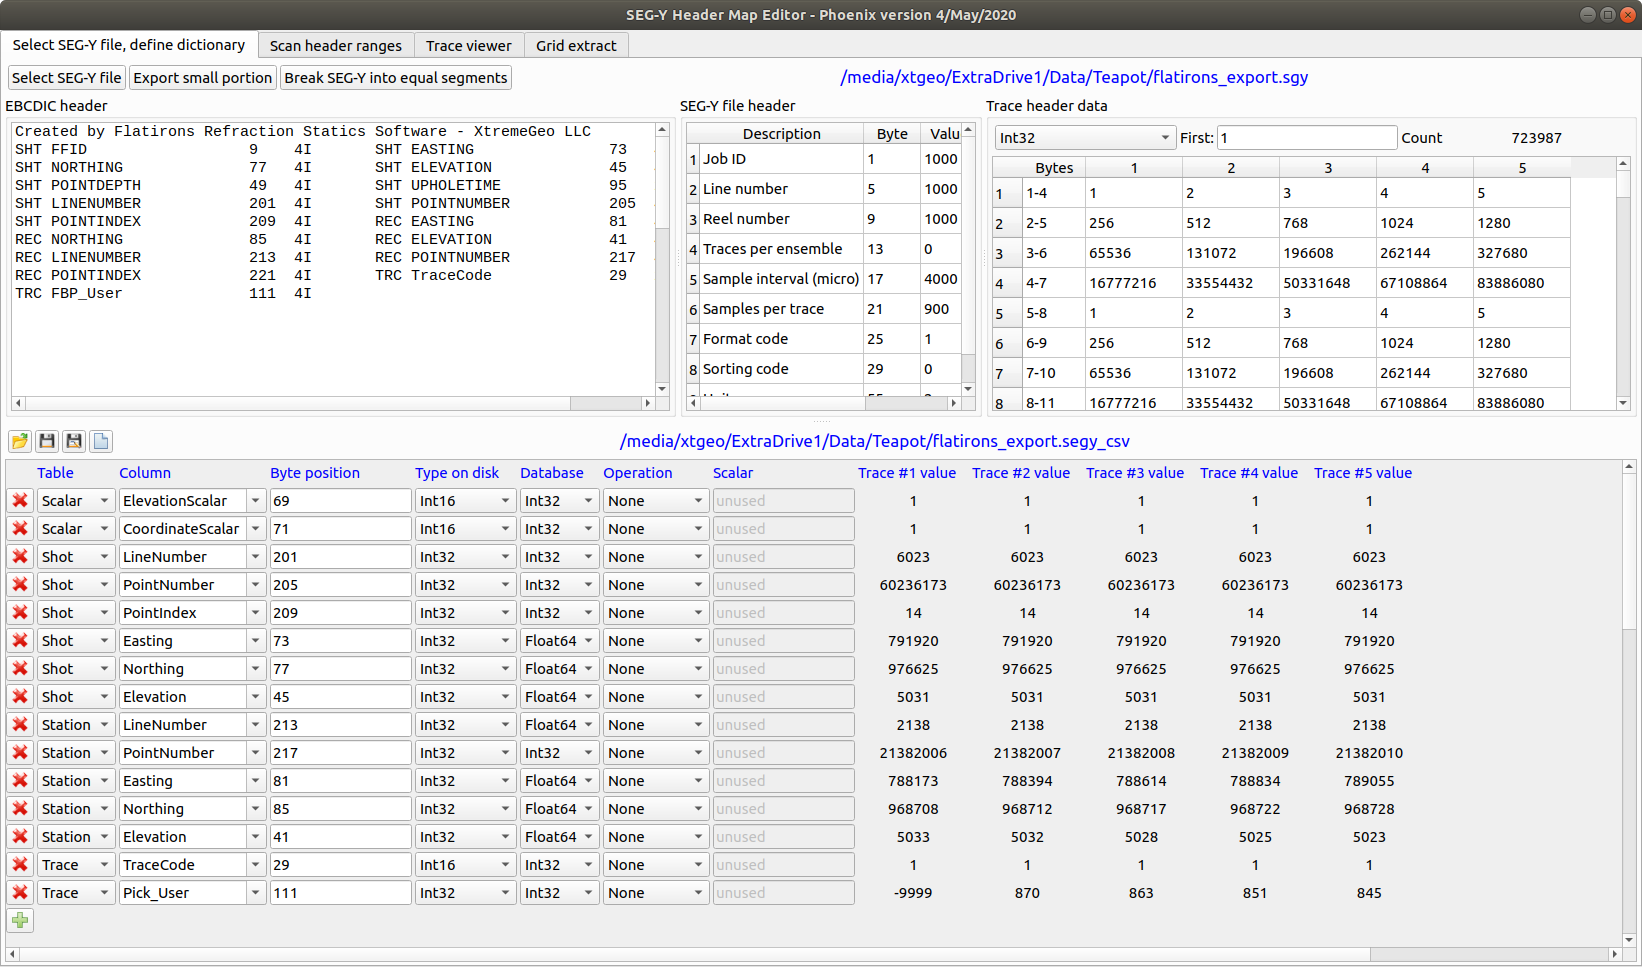 SEG-Y Header Map Editor - Phoenix version 4/May/2020
Select SEG-Y file, define dictionary Scan header ranges Trace viewer Grid extract
Select SEG-Y file Export small portion Break SEG-Y into equal segments /media/xtgeo/ExtraDrive1/Data/Teapot/flatirons_export.sgy
EBCDIC header
Created by Flatirons Refraction Statics Software - XtremeGeo LLC
SHT FFID 9 4I SHT EASTING 73
SHT NORTHING 77 4I SHT ELEVATION 45
SHT POINTDEPTH 49 4I SHT UPHOLETIME 95
SHT LINENUMBER 201 4I SHT POINTNUMBER 205
SHT POINTINDEX 209 4I REC EASTING 81
REC NORTHING 85 4I REC ELEVATION 41
REC LINENUMBER 213 4I REC POINTNUMBER 217
REC POINTINDEX 221 4I TRC TraceCode 29
TRC FBP_User 111 4I
SEG-Y file header
Description Byte Valu
1 Job ID 1 1000
2 Line number 5 1000
3 Reel number 9 1000
4 Traces per ensemble 13 0
5 Sample interval (micro) 17 4000
6 Samples per trace 21 900
7 Format code 25 1
8 Sorting code 29 0
Trace header data
Int32 First: 1 Count 723987
Bytes 1 2 3 4 5
1 1-4 1 2 3 4 5
2 2-5 256 512 768 1024 1280
3 3-6 65536 131072 196608 262144 327680
4 4-7 16777216 33554432 50331648 67108864 83886080
5 5-8 1 2 3 4 5
6 6-9 256 512 768 1024 1280
7 7-10 65536 131072 196608 262144 327680
8 8-11 16777216 33554432 50331648 67108864 83886080
/media/xtgeo/ExtraDrive1/Data/Teapot/flatirons_export.segy_csv
Table Column Byte position Type on disk Database Operation Scalar Trace #1 value Trace #2 value Trace #3 value Trace #4 value Trace #5 value
Scalar ElevationScalar 69 Int16 Int32 None unused 1 1 1 1 1
Scalar CoordinateScalar 71 Int16 Int32 None unused 1 1 1 1 1
Shot LineNumber 201 Int32 Int32 None unused 6023 6023 6023 6023 6023
Shot PointNumber 205 Int32 Int32 None unused 60236173 60236173 60236173 60236173 60236173
Shot PointIndex 209 Int32 Int32 None unused 14 14 14 14 14
Shot Easting 73 Int32 Float64 None unused 791920 791920 791920 791920 791920
Shot Northing 77 Int32 Float64 None unused 976625 976625 976625 976625 976625
Shot Elevation 45 Int32 Float64 None unused 5031 5031 5031 5031 5031
Station LineNumber 213 Int32 Float64 None unused 2138 2138 2138 2138 2138
Station PointNumber 217 Int32 Int32 None unused 21382006 21382007 21382008 21382009 21382010
Station Easting 81 Int32 Float64 None unused 788173 788394 788614 788834 789055
Station Northing 85 Int32 Float64 None unused 968708 968712 968717 968722 968728
Station Elevation 41 Int32 Float64 None unused 5033 5032 5028 5025 5023
Trace TraceCode 29 Int16 Int32 None unused 1 1 1 1 1
Trace Pick_User 111 Int32 Int32 None unused -9999 870 863 851 845